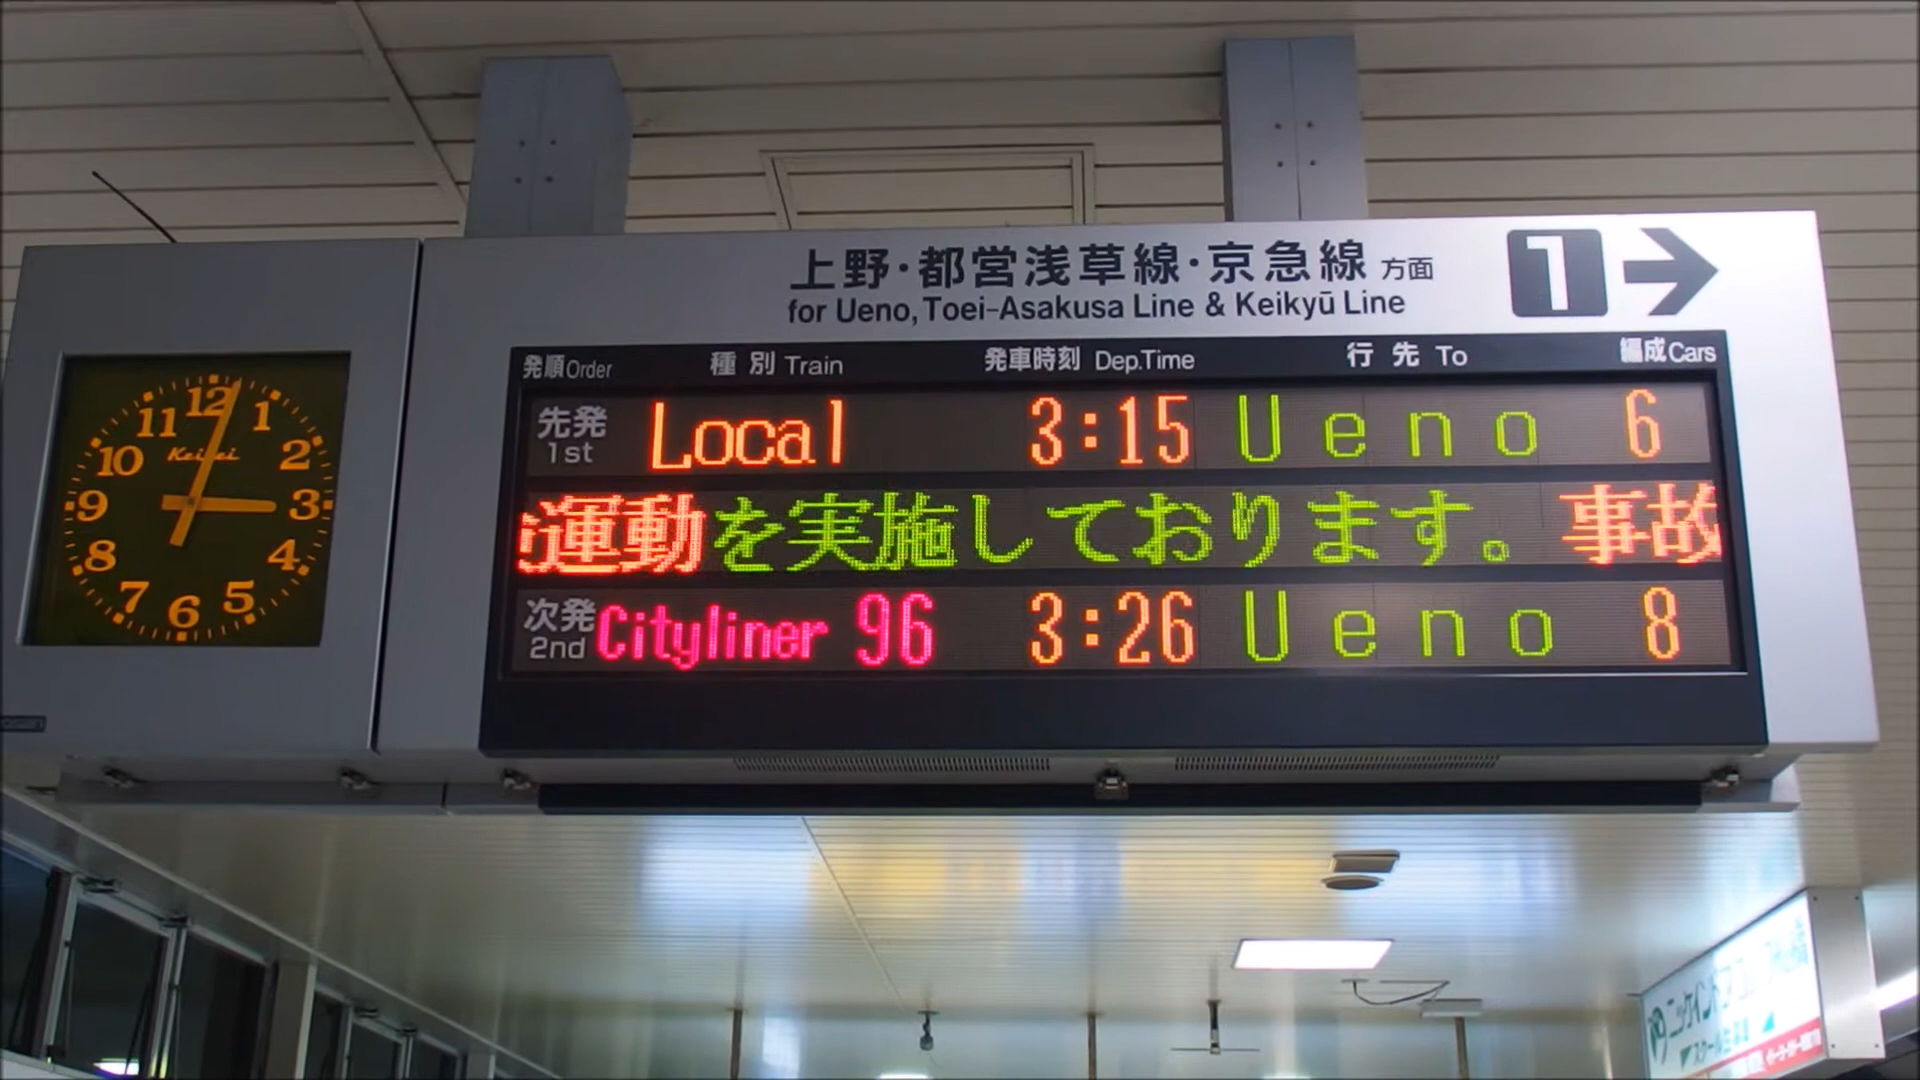 上野・都営浅草線・京急線 方面 1
for Ueno, Toei-Asakusa Line & Keikyū Line
発順 Order 種別 Train 発車時刻 Dep.Time 行先 To 編成 Cars
先発 1st Local 3:15 Ueno 6
運動を実施しております。 事故
次発 2nd Cityliner 96 3:26 Ueno 8
12
1
2
3
4
5
6
7
8
9
10
11
Keisei